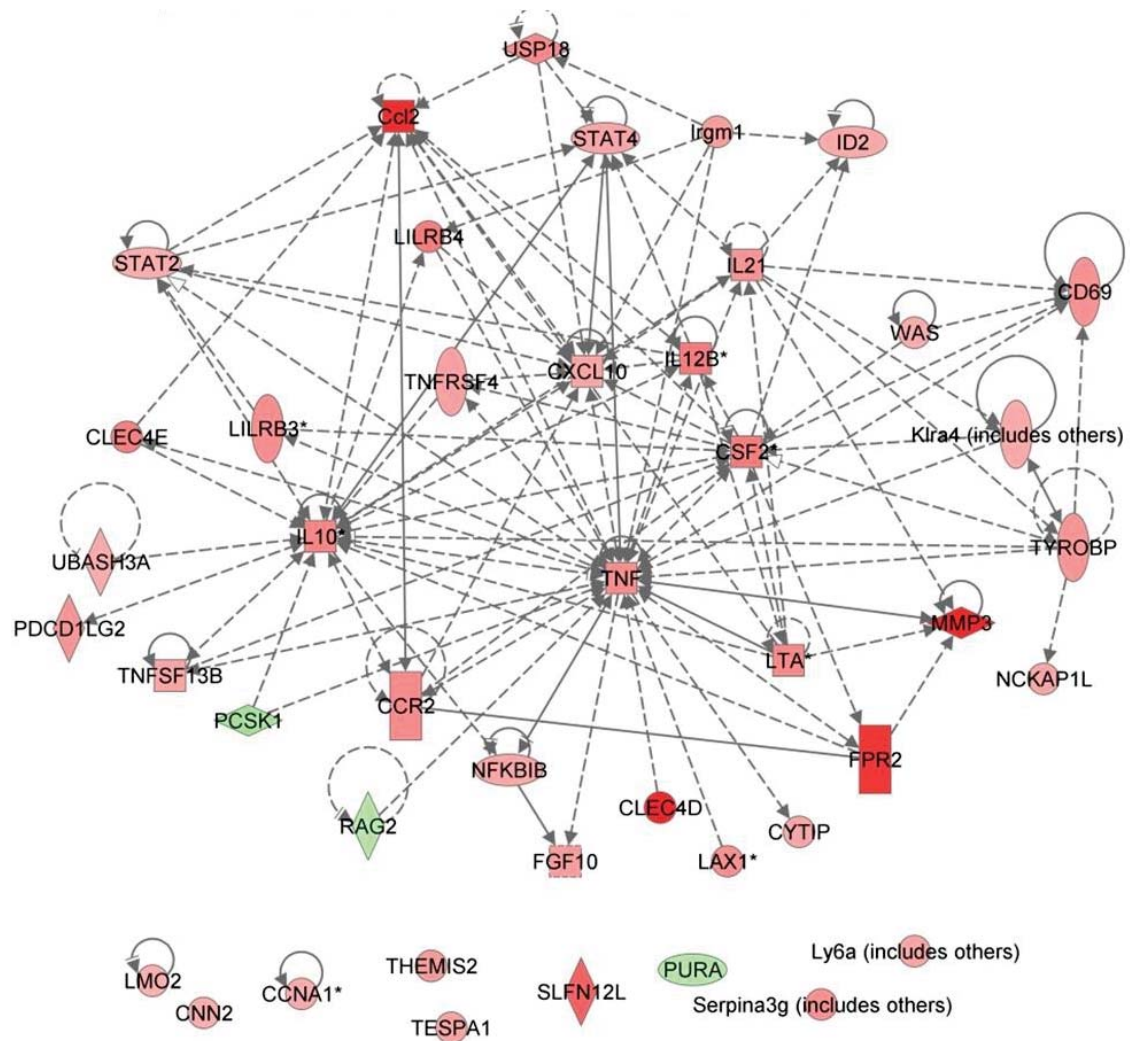 USP18
Ccl2
STAT4
Irgm1
ID2
LILRB4
STAT2
IL21
CD69
WAS
IL12B*
CXCL10
TNFRSF4
CLEC4E
LILRB3*
Klra4 (includes others)
CSF2*
IL10*
UBASH3A
TYROBP
TNF
PDCD1LG2
MMP3
TNFSF13B
LTA*
NCKAP1L
PCSK1
CCR2
FPR2
NFKBIB
RAG2
CLEC4D
CYTIP
FGF10
LAX1*
LMO2
CNN2
CCNA1*
THEMIS2
TESPA1
SLFN12L
PURA
Ly6a (includes others)
Serpina3g (includes others)